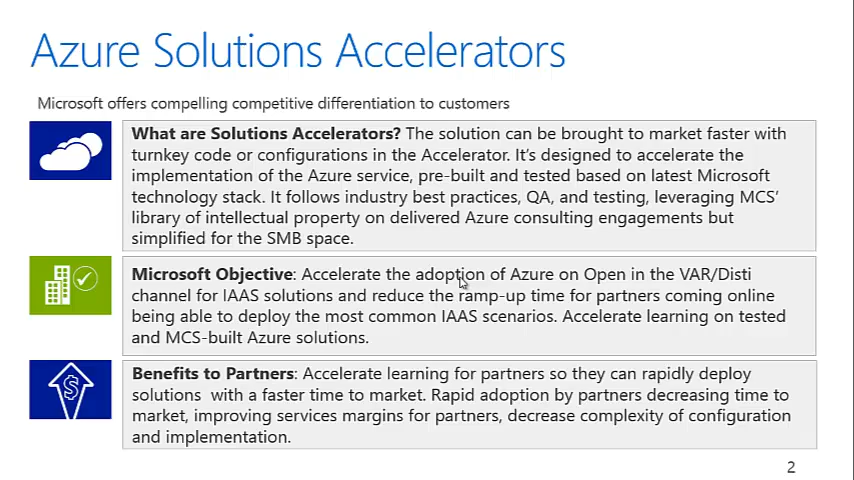 Azure Solutions Accelerators
Microsoft offers compelling competitive differentiation to customers
What are Solutions Accelerators? The solution can be brought to market faster with
turnkey code or configurations in the Accelerator. It's designed to accelerate the
implementation of the Azure service, pre-built and tested based on latest Microsoft
technology stack. It follows industry best practices, QA, and testing, leveraging MCS'
library of intellectual property on delivered Azure consulting engagements but
simplified for the SMB space.
Microsoft Objective: Accelerate the adoption of Azure on Open in the VAR/Disti
channel for IAAS solutions and reduce the ramp-up time for partners coming online
being able to deploy the most common IAAS scenarios. Accelerate learning on tested
and MCS-built Azure solutions.
$
Benefits to Partners: Accelerate learning for partners so they can rapidly deploy
solutions with a faster time to market. Rapid adoption by partners decreasing time to
market, improving services margins for partners, decrease complexity of configuration
and implementation.
2